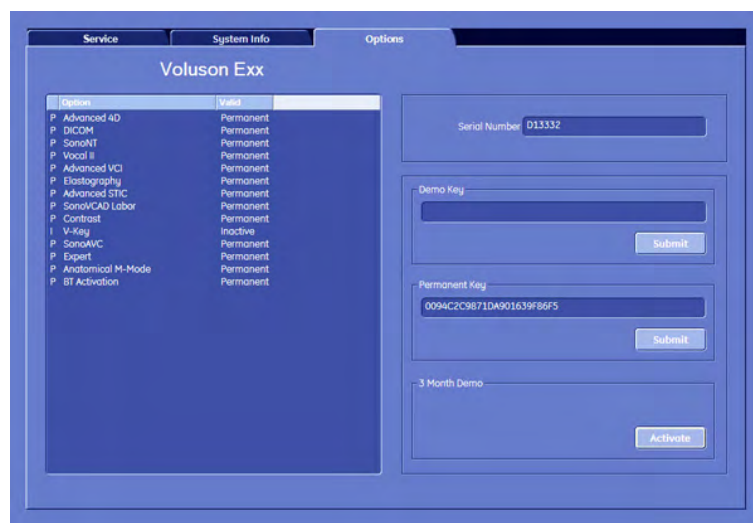 Service System Info Options
Voluson Exx
Option Valid
P Advanced 4D Permanent
P DICOM Permanent
P SonoNT Permanent
P Vocal II Permanent
P Advanced VCI Permanent
P Elastography Permanent
P Advanced STIC Permanent
P SonoVCAD Labor Permanent
P Contrast Permanent
I V-Key Inactive
P SonoAVC Permanent
P Expert Permanent
P Anatomical M-Mode Permanent
P BT Activation Permanent
Serial Number D13332
Demo Key
Submit
Permanent Key
0094C2C9871DA901639F86F5
Submit
3 Month Demo
Activate